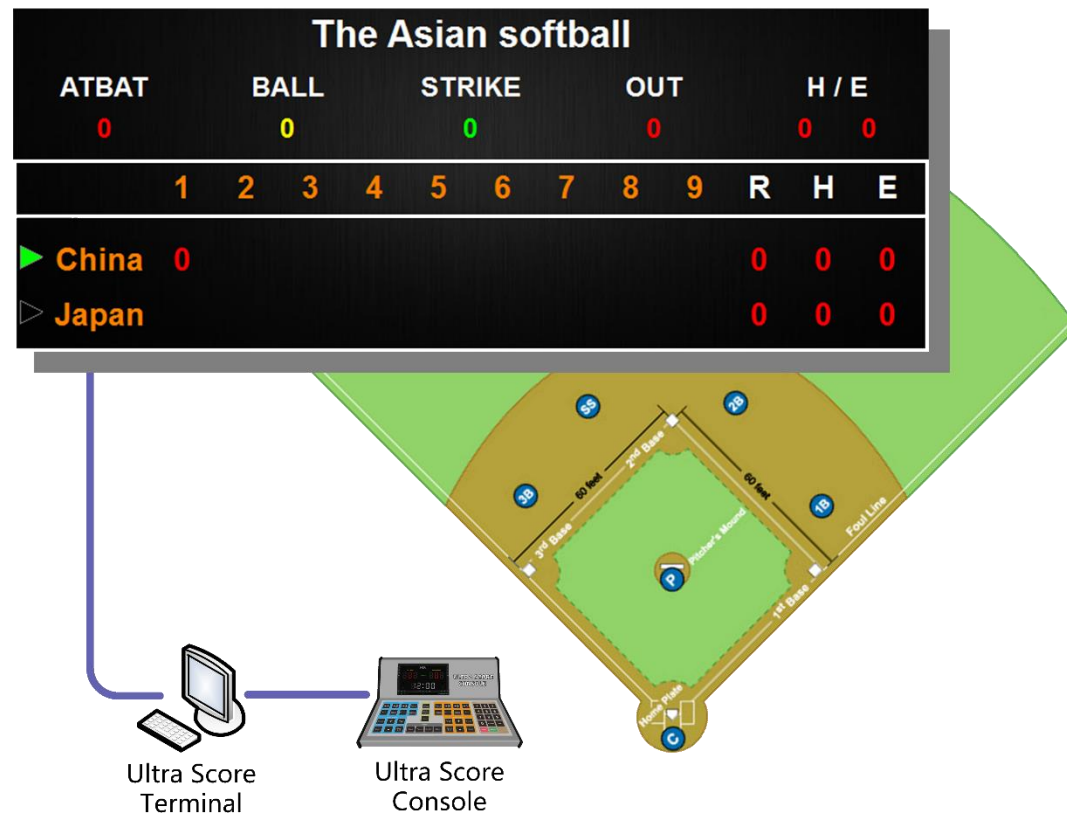 The Asian softball
ATBAT BALL STRIKE OUT H / E
0 0 0 0 0 0
1 2 3 4 5 6 7 8 9 R H E
China 0 0 0 0
Japan 0 0 0
SS
2B
2nd Base
60 feet
60 feet
3B
1B
Foul Line
3rd Base
Pitcher's Mound
P
1st Base
Home Plate
C
ULTRA SCORE
CONSOLE
12:00
Ultra Score
Terminal
Ultra Score
Console